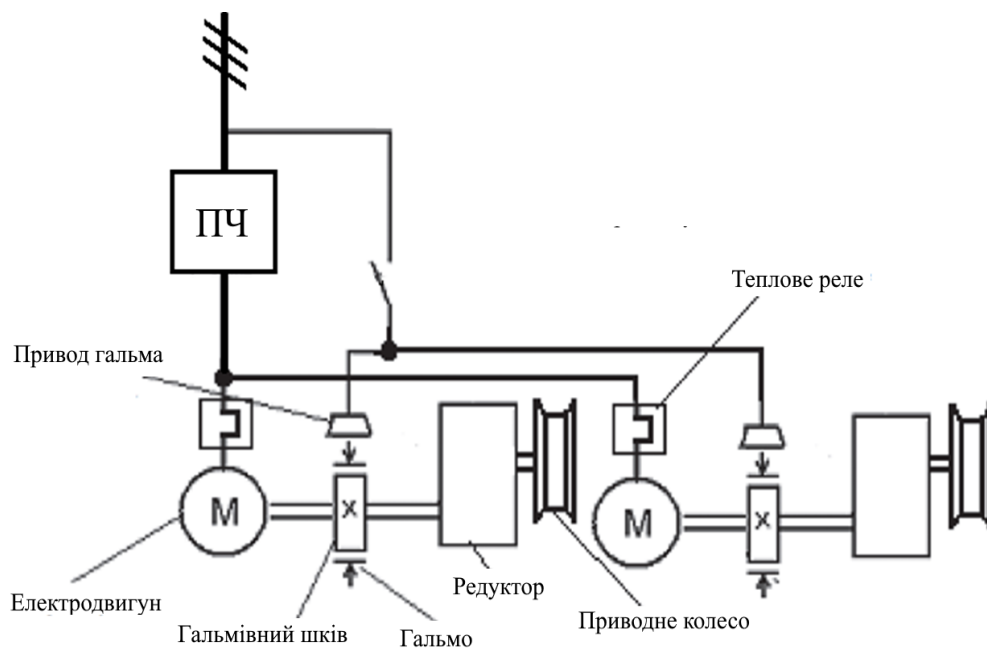 ПЧ
Теплове реле
Привод гальма
М
М
х
х
Редуктор
Електродвигун
Гальмівний шків
Гальмо
Приводне колесо